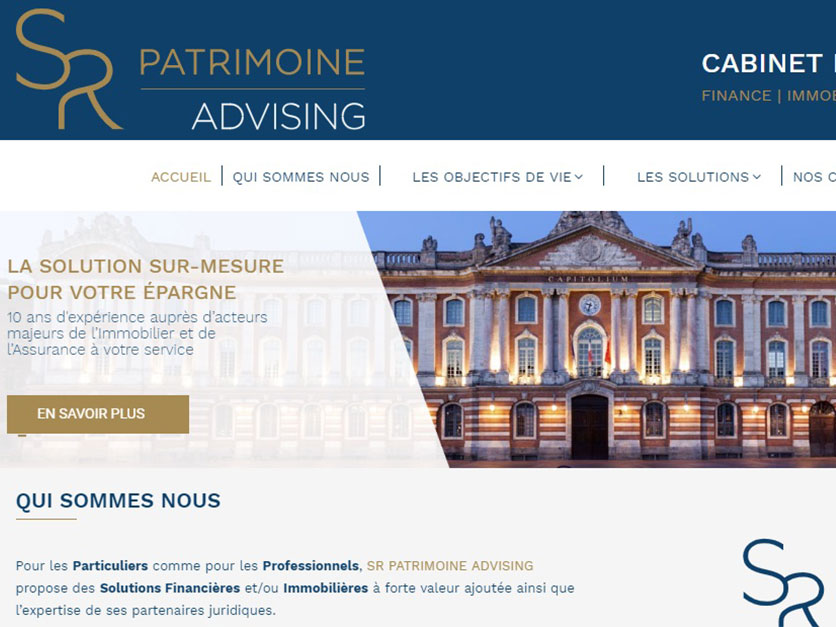 SR
PATRIMOINE
ADVISING
CABINET
FINANCE | IMMO
ACCUEIL
QUI SOMMES NOUS
LES OBJECTIFS DE VIE
LES SOLUTIONS
NOS
LA SOLUTION SUR-MESURE
POUR VOTRE ÉPARGNE
10 ans d'expérience auprès d'acteurs
majeurs de l'Immobilier et de
l'Assurance à votre service
CAPITOLIUM
EN SAVOIR PLUS
QUI SOMMES NOUS
Pour les Particuliers comme pour les Professionnels, SR PATRIMOINE ADVISING
propose des Solutions Financières et/ou Immobilières à forte valeur ajoutée ainsi que
l'expertise de ses partenaires juridiques.
SR